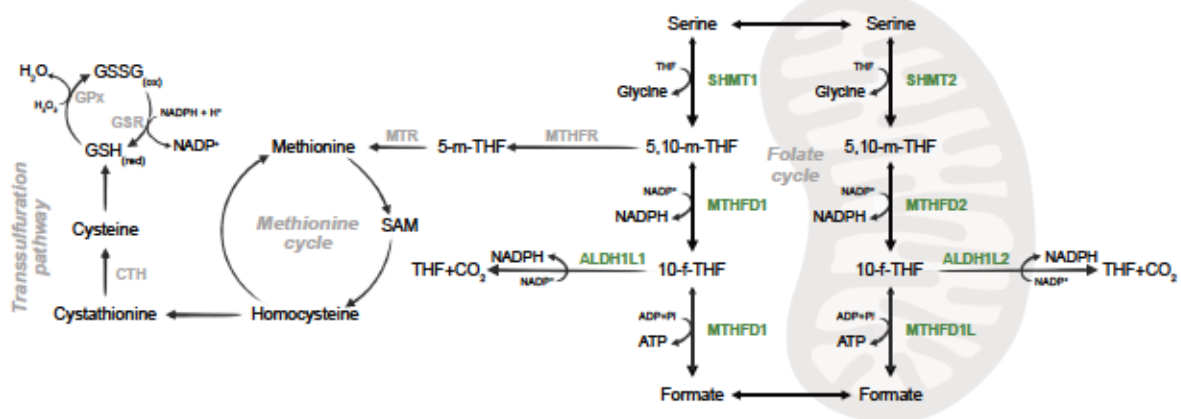 Serine Serine
H₂O GSSG(ox)
THF THF
GPx SHMT1 SHMT2
H₂O₂ NADPH + H⁺ Glycine Glycine
GSR
GSH(red) NADP⁺ Methionine MTR 5-m-THF MTHFR 5,10-m-THF Folate cycle 5,10-m-THF
NADP⁺ NADP⁺
Transsulfuration pathway
Cysteine Methionine cycle SAM NADPH MTHFD1 NADPH MTHFD2
CTH THF+CO₂ NADPH NADP⁺ ALDH1L1 10-f-THF 10-f-THF ALDH1L2 NADPH NADP⁺ THF+CO₂
Cystathionine Homocysteine
ADP+Pi ADP+Pi
ATP MTHFD1 ATP MTHFD1L
Formate Formate